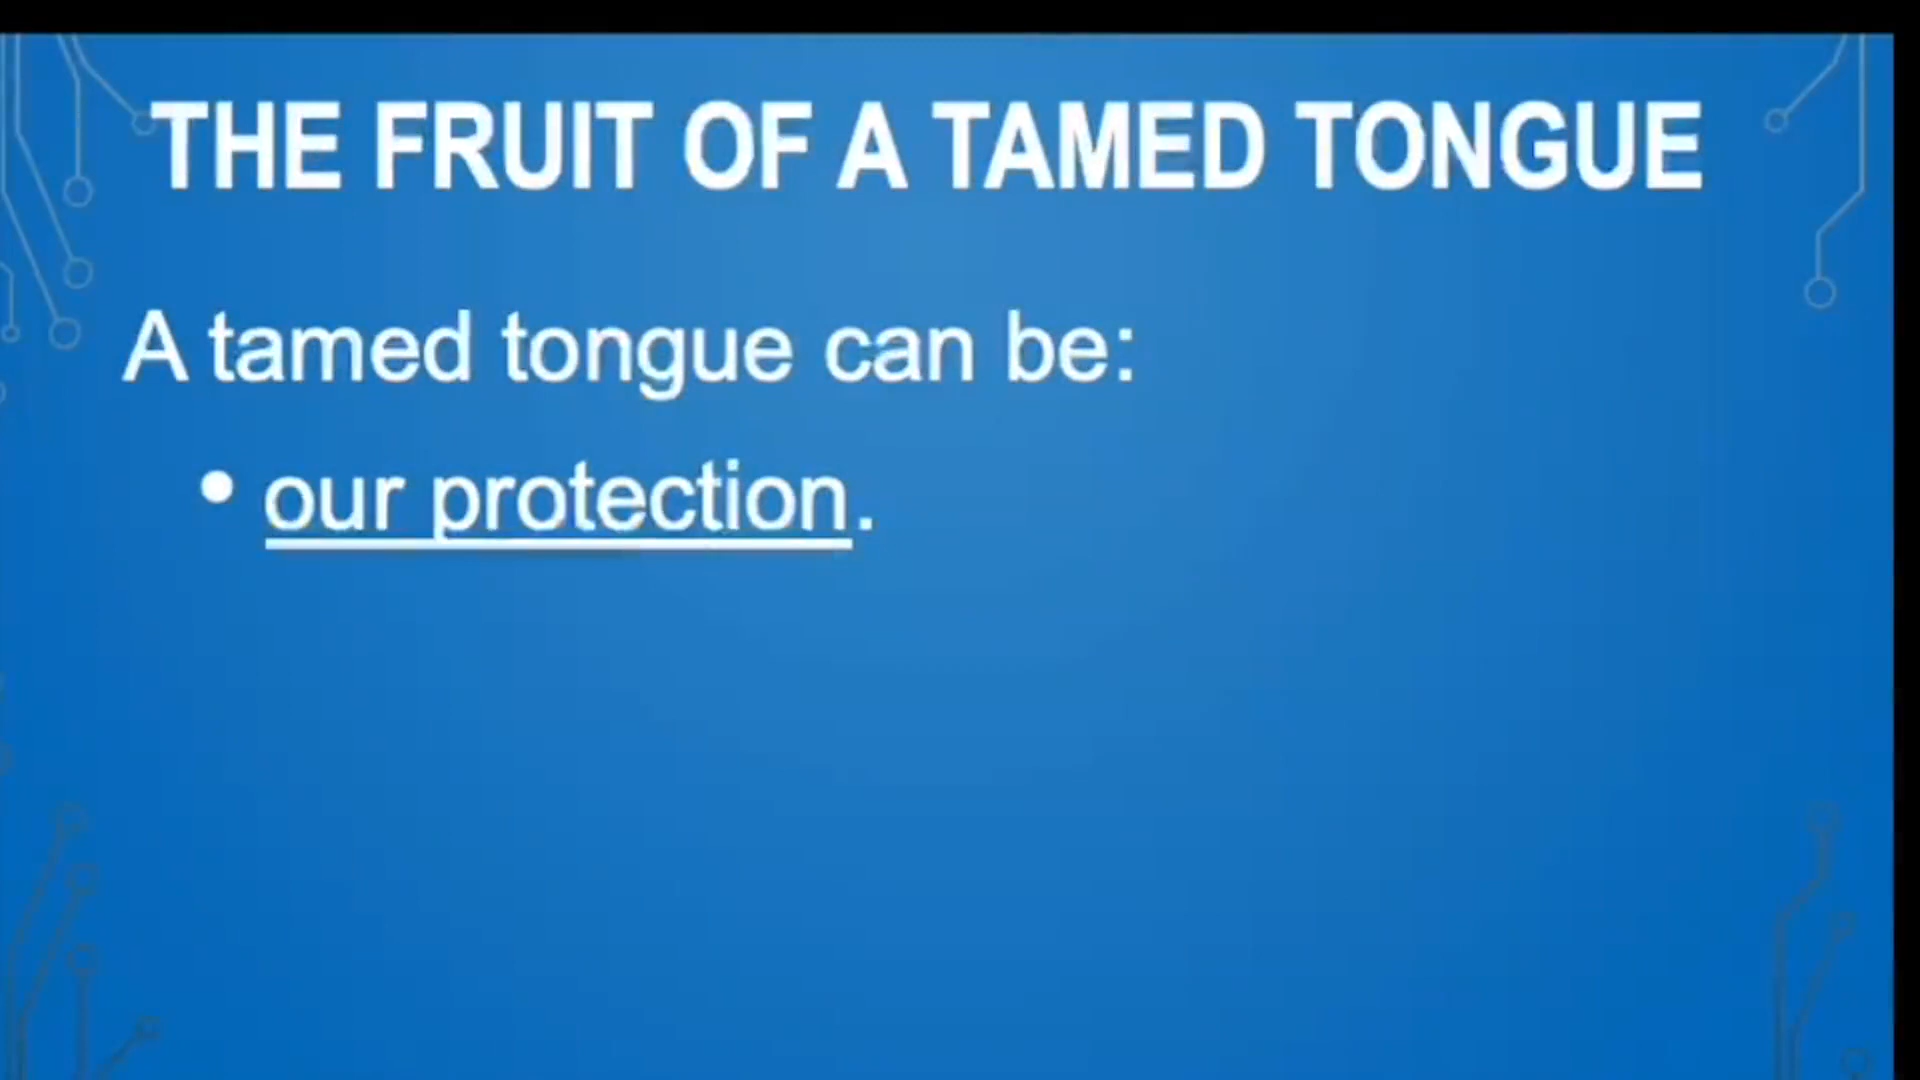 THE FRUIT OF A TAMED TONGUE
A tamed tongue can be:
• our protection.